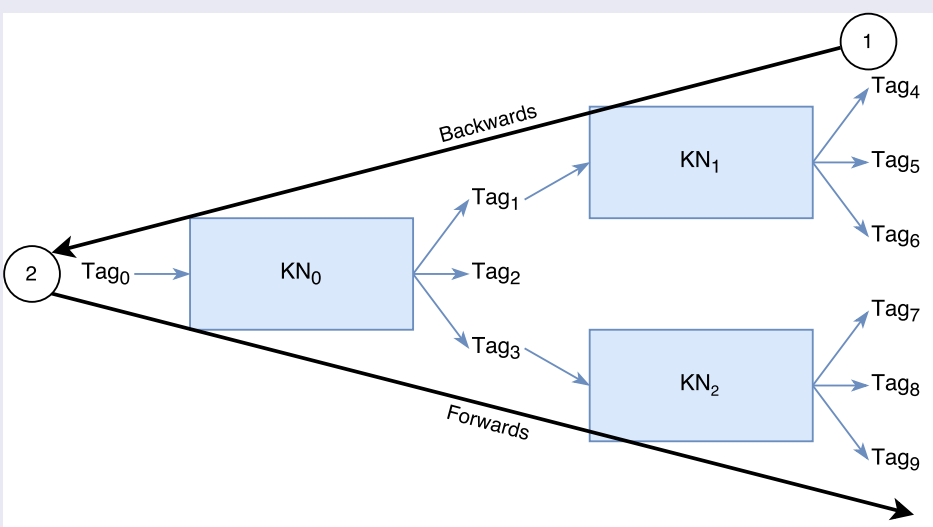 1
Tag₄
Backwards
KN₁
Tag₅
Tag₁
Tag₆
2
Tag₀
KN₀
Tag₂
Tag₇
Tag₃
KN₂
Tag₈
Forwards
Tag₉